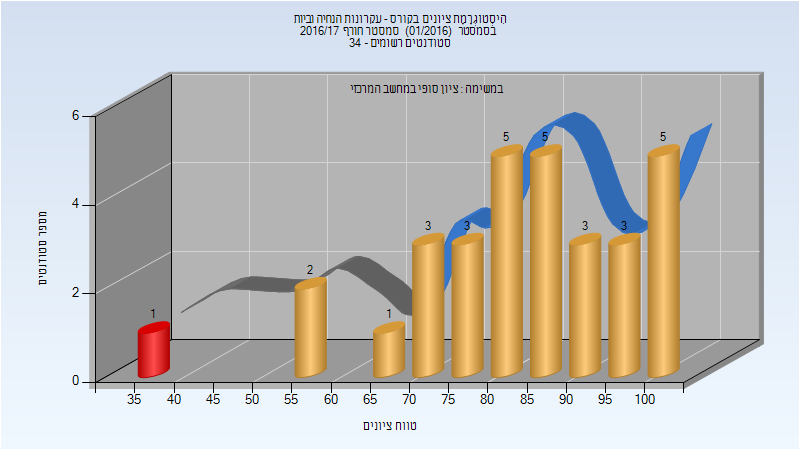 היסטוגרמת ציונים בקורס - עקרונות הנחיה וביות
בסמסטר (01/2016) סמסטר חורף 2016/17
סטודנטים רשומים - 34
במשימה : ציון סופי במחשב המרכזי
מספר סטודנטים
6
4
2
0
1
2
1
3
3
5
5
3
3
5
35 40 45 50 55 60 65 70 75 80 85 90 95 100
טווח ציונים